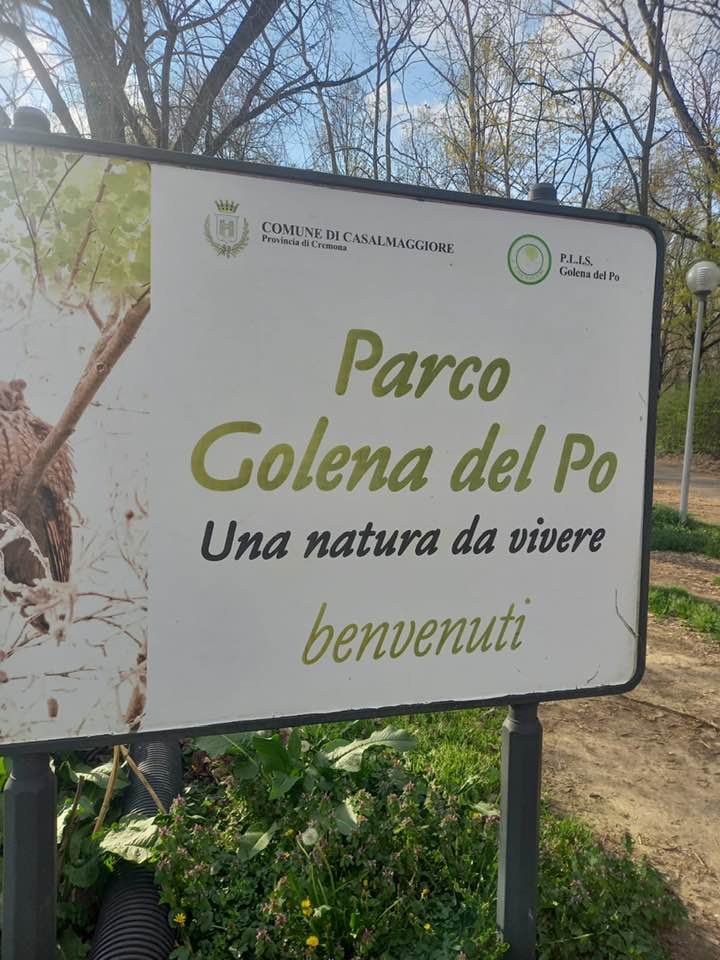 COMUNE DI CASALMAGGIORE
Provincia di Cremona
P.L.I.S.
Golena del Po
Parco
Golena del Po
Una natura da vivere
benvenuti